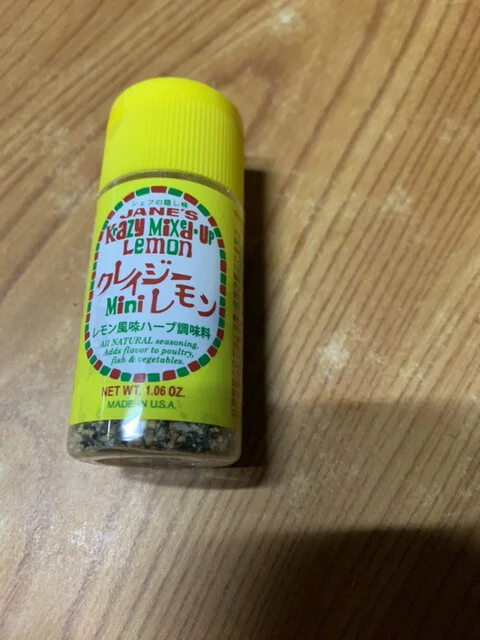 シェフの隠し味
JANE'S
KRAZY MIXED-UP
LEMON
クレイジー
Mini レモン
レモン風味ハーブ調味料
All NATURAL seasoning.
Adds flavor to poultry,
fish & vegetables.
NET WT. 1.06 OZ.
MADE IN U.S.A.